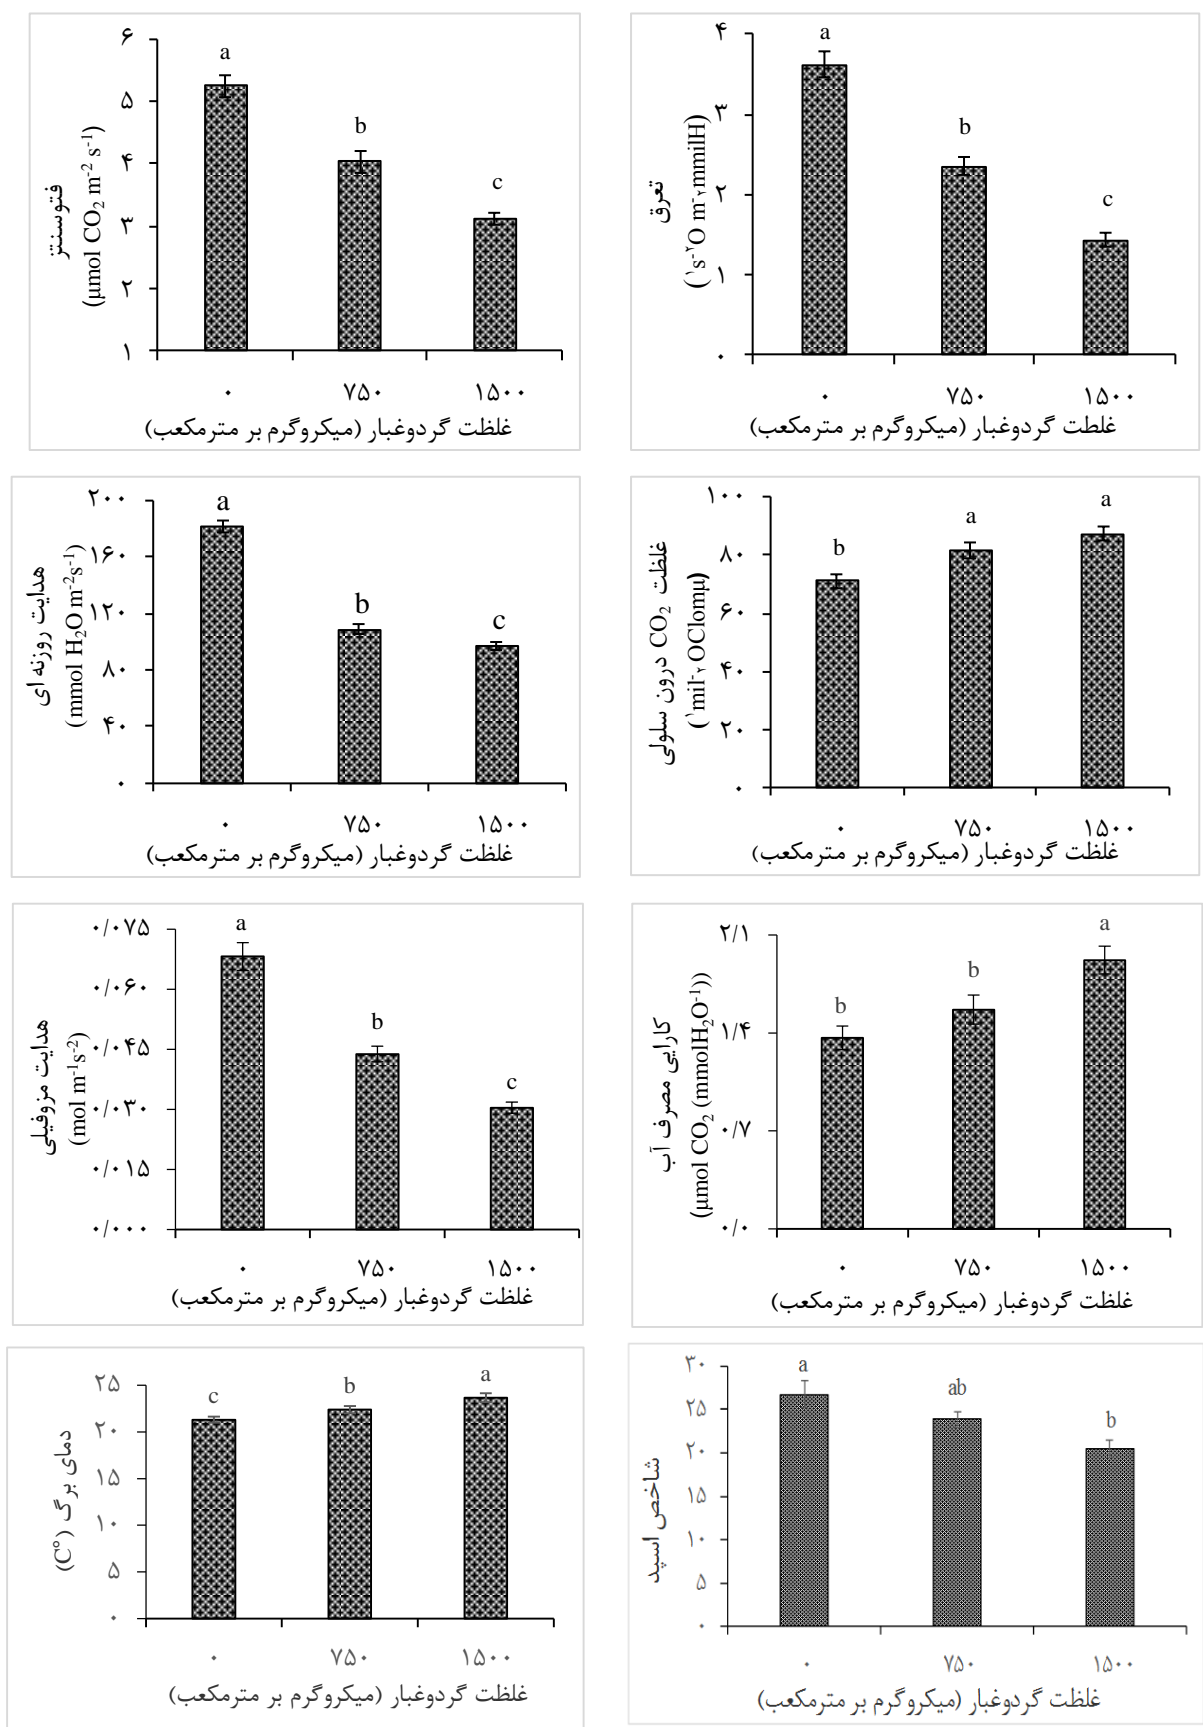 ۶
۵
۴
۳
۲
۱
a
b
c
۰
۷۵۰
۱۵۰۰
فتوسنتز
(µmol CO₂ m⁻² s⁻¹)
غلظت گردوغبار (میکروگرم بر مترمکعب)
۴
۳
۲
۱
۰
a
b
c
۰
۷۵۰
۱۵۰۰
تعرق
غلطت گردوغبار (میکروگرم بر مترمکعب)
۲۰۰
۱۶۰
۱۲۰
۸۰
۴۰
۰
a
b
c
۰
۷۵۰
۱۵۰۰
هدایت روزنه ای
(mmol H₂O m⁻²s⁻¹)
غلظت گردوغبار (میکروگرم بر مترمکعب)
۱۰۰
۸۰
۶۰
۴۰
۲۰
۰
b
a
a
۰
۷۵۰
۱۵۰۰
غلظت CO₂ درون سلولی
غلظت گردوغبار (میکروگرم بر مترمکعب)
۰/۰۷۵
۰/۰۶۰
۰/۰۴۵
۰/۰۳۰
۰/۰۱۵
۰/۰۰۰
a
b
c
۰
۷۵۰
۱۵۰۰
هدایت مزوفیلی
(mol m⁻¹s⁻²)
غلظت گردوغبار (میکروگرم بر مترمکعب)
۲/۱
۱/۴
۰/۷
۰/۰
b
b
a
۰
۷۵۰
۱۵۰۰
کارایی مصرف آب
(µmol CO₂ (mmolH₂O⁻¹))
غلظت گردوغبار (میکروگرم بر مترمکعب)
۲۵
۲۰
۱۵
۱۰
۵
۰
c
b
a
۰
۷۵۰
۱۵۰۰
دمای برگ (C°)
غلظت گردوغبار (میکروگرم بر مترمکعب)
۳۰
۲۵
۲۰
۱۵
۱۰
۵
۰
a
ab
b
۰
۷۵۰
۱۵۰۰
شاخص اسپد
غلظت گردوغبار (میکروگرم بر مترمکعب)